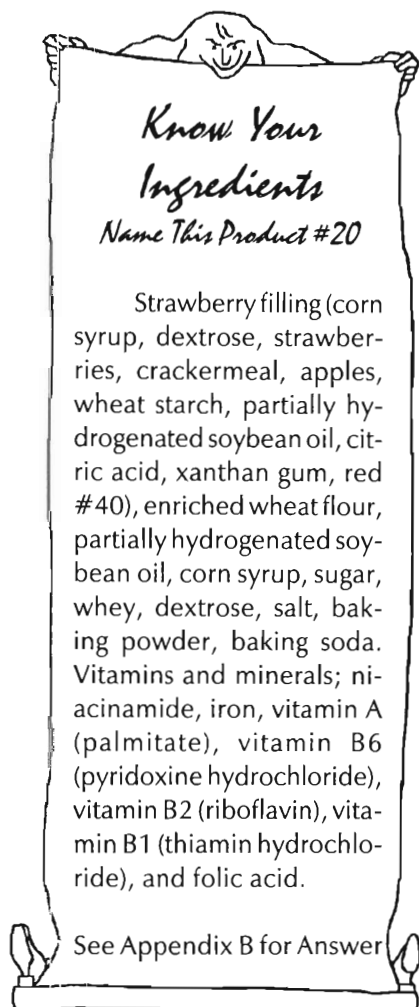 Know Your
Ingredients
Name This Product #20
Strawberry filling (corn
syrup, dextrose, strawber-
ries, crackermeal, apples,
wheat starch, partially hy-
drogenated soybean oil, cit-
ric acid, xanthan gum, red
#40), enriched wheat flour,
partially hydrogenated soy-
bean oil, corn syrup, sugar,
whey, dextrose, salt, bak-
ing powder, baking soda.
Vitamins and minerals; ni-
acinamide, iron, vitamin A
(palmitate), vitamin B6
(pyridoxine hydrochloride),
vitamin B2 (riboflavin), vita-
min B1 (thiamin hydrochlo-
ride), and folic acid.
See Appendix B for Answer